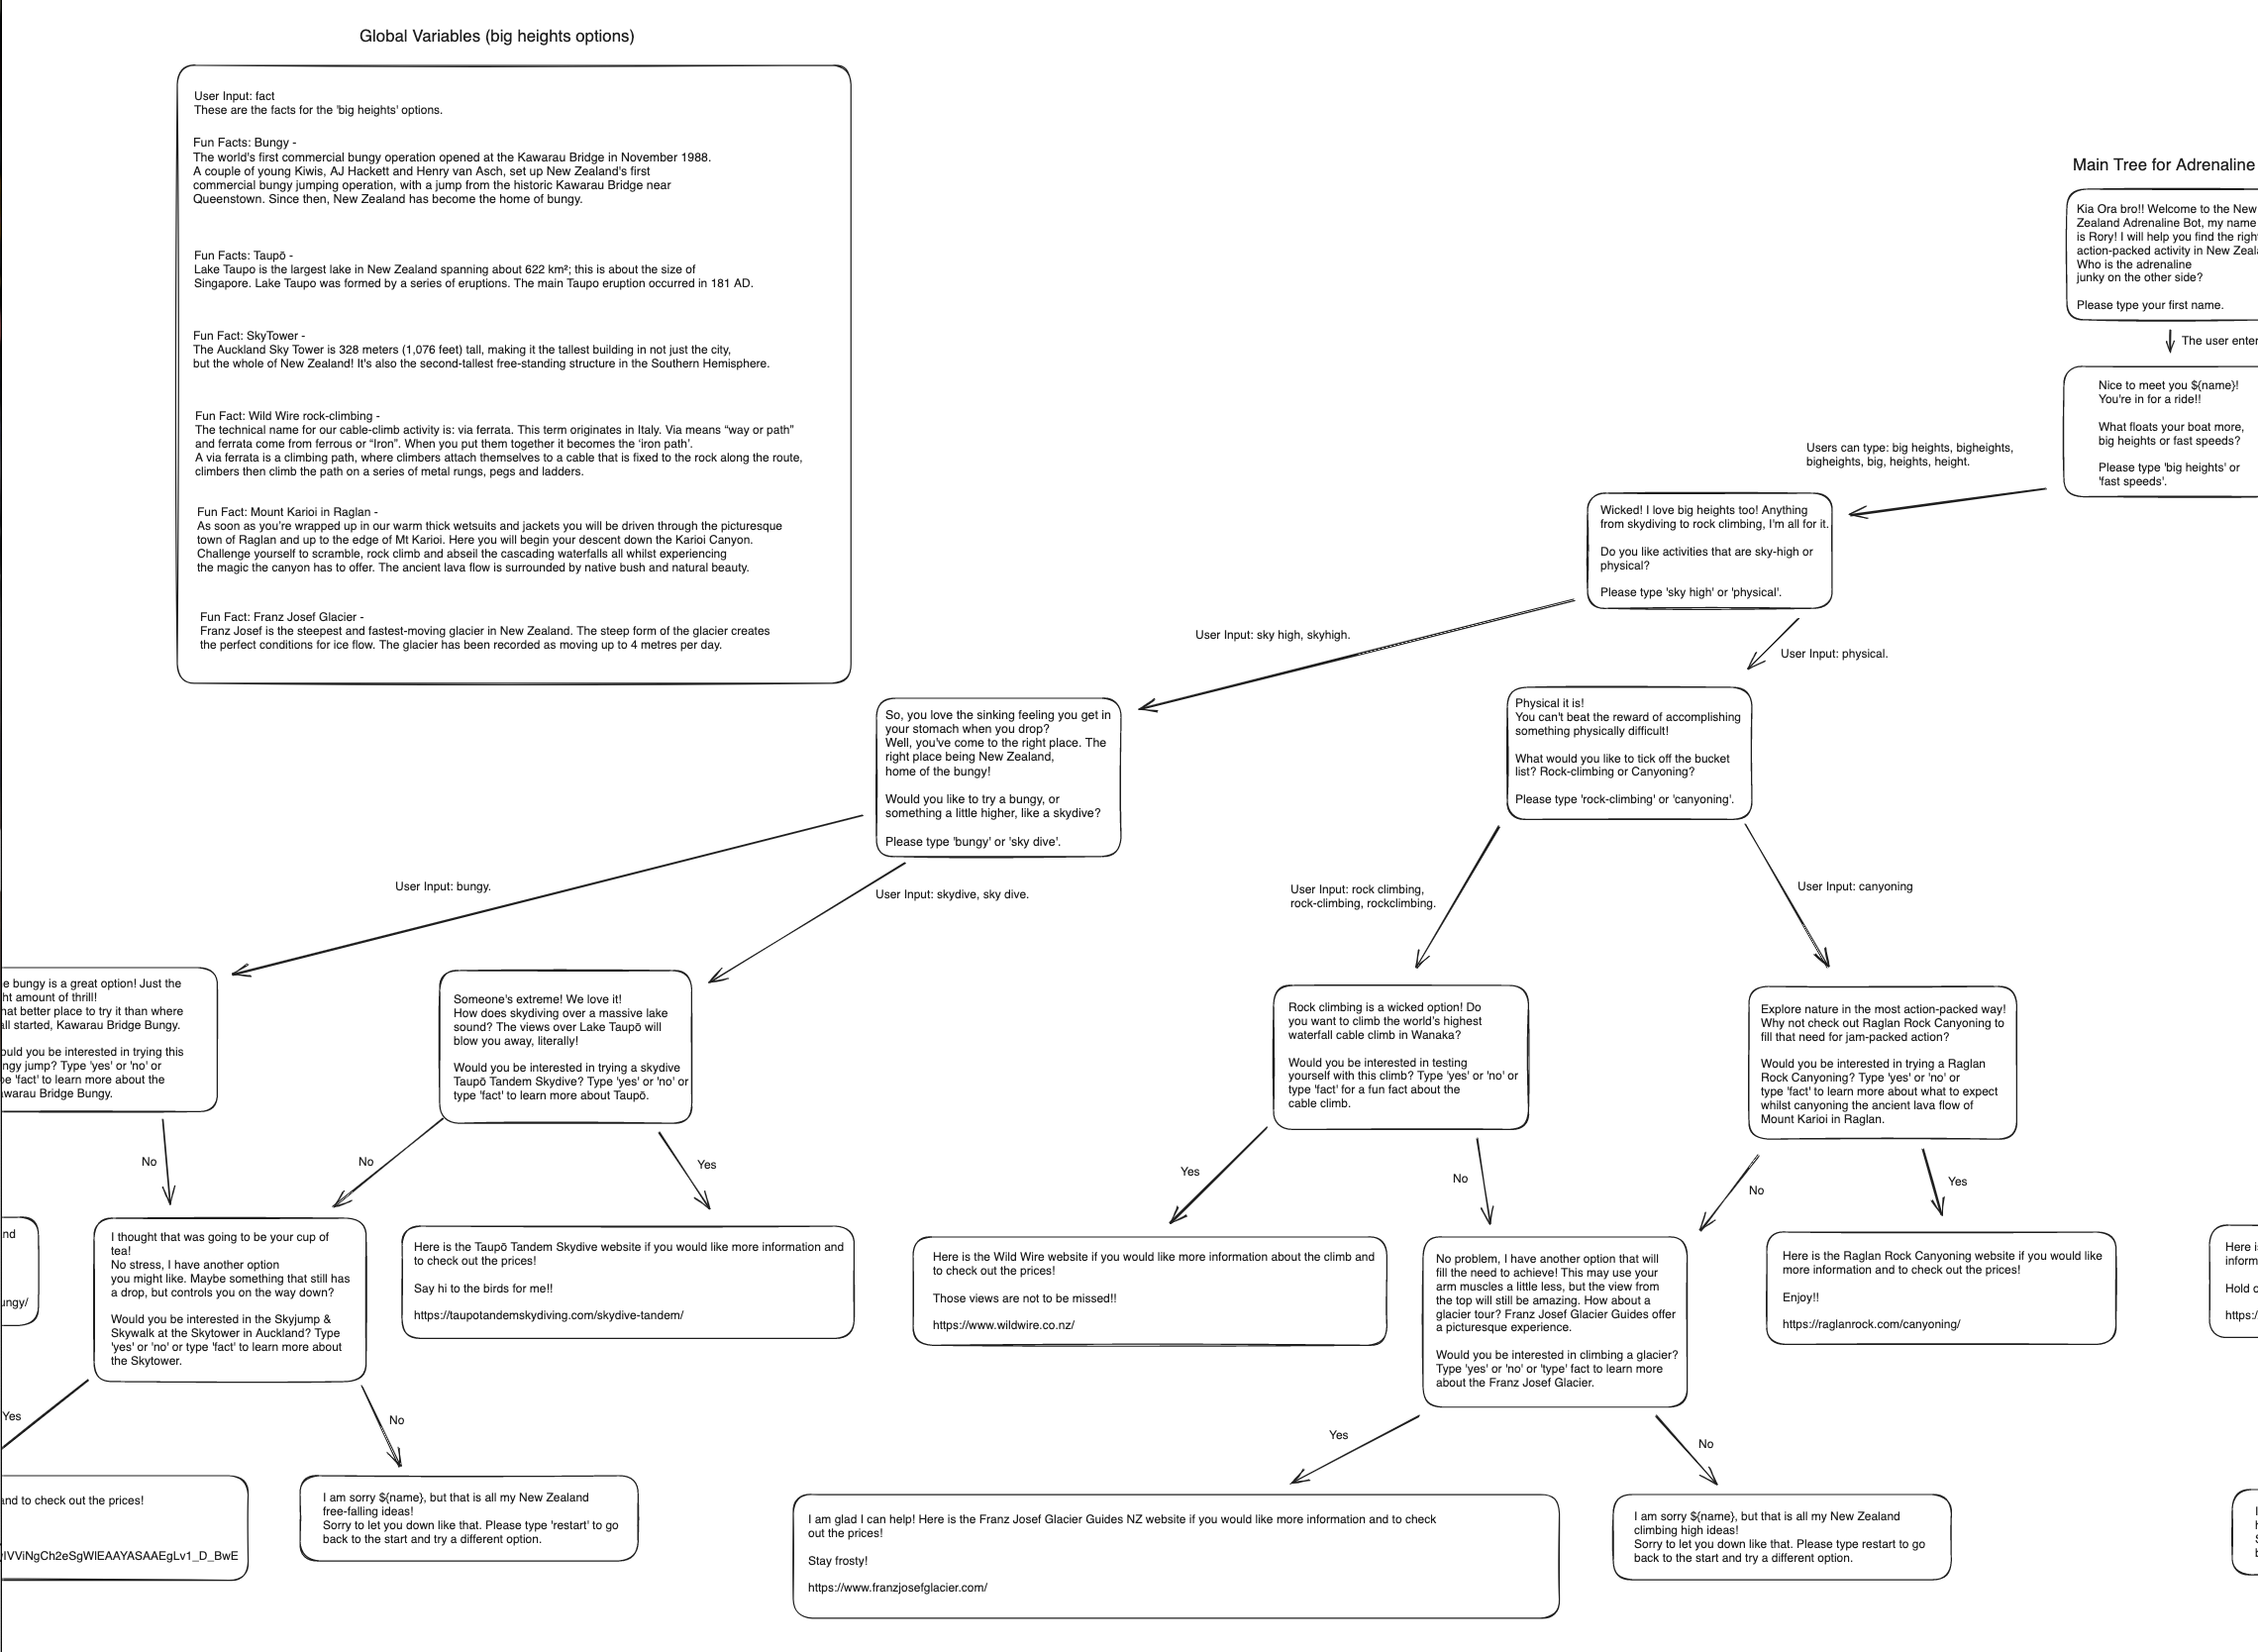 Global Variables (big heights options)
User Input: fact
These are the facts for the 'big heights' options.
Fun Facts: Bungy -
The world's first commercial bungy operation opened at the Kawarau Bridge in November 1988.
A couple of young Kiwis, AJ Hackett and Henry van Asch, set up New Zealand's first
commercial bungy jumping operation, with a jump from the historic Kawarau Bridge near
Queenstown. Since then, New Zealand has become the home of bungy.
Fun Facts: Taupō -
Lake Taupo is the largest lake in New Zealand spanning about 622 km²; this is about the size of
Singapore. Lake Taupo was formed by a series of eruptions. The main Taupo eruption occurred in 181 AD.
Fun Fact: SkyTower -
The Auckland Sky Tower is 328 meters (1,076 feet) tall, making it the tallest building in not just the city,
but the whole of New Zealand! It's also the second-tallest free-standing structure in the Southern Hemisphere.
Fun Fact: Wild Wire rock-climbing -
The technical name for our cable-climb activity is: via ferrata. This term originates in Italy. Via means “way or path”
and ferrata come from ferrous or “Iron”. When you put them together it becomes the ‘iron path’.
A via ferrata is a climbing path, where climbers attach themselves to a cable that is fixed to the rock along the route,
climbers then climb the path on a series of metal rungs, pegs and ladders.
Fun Fact: Mount Karioi in Raglan -
As soon as you’re wrapped up in our warm thick wetsuits and jackets you will be driven through the picturesque
town of Raglan and up to the edge of Mt Karioi. Here you will begin your descent down the Karioi Canyon.
Challenge yourself to scramble, rock climb and abseil the cascading waterfalls all whilst experiencing
the magic the canyon has to offer. The ancient lava flow is surrounded by native bush and natural beauty.
Fun Fact: Franz Josef Glacier -
Franz Josef is the steepest and fastest-moving glacier in New Zealand. The steep form of the glacier creates
the perfect conditions for ice flow. The glacier has been recorded as moving up to 4 metres per day.
Main Tree for Adrenaline
Kia Ora bro!! Welcome to the New
Zealand Adrenaline Bot, my name
is Rory! I will help you find the
action-packed activity in New
Who is the adrenaline
junky on the other side?
Please type your first name.
The user
Nice to meet you ${name}!
You're in for a ride!!
What floats your boat more,
big heights or fast speeds?
Please type 'big heights' or
'fast speeds'.
Users can type: big heights, bigheights,
bigheights, big, heights, height.
Wicked! I love big heights too! Anything
from skydiving to rock climbing, I'm all for it.
Do you like activities that are sky-high or
physical?
Please type 'sky high' or 'physical'.
User Input: sky high, skyhigh.
User Input: physical.
So, you love the sinking feeling you get in
your stomach when you drop?
Well, you've come to the right place. The
right place being New Zealand,
home of the bungy!
Would you like to try a bungy, or
something a little higher, like a skydive?
Please type 'bungy' or 'sky dive'.
Physical it is!
You can't beat the reward of accomplishing
something physically difficult!
What would you like to tick off the bucket
list? Rock-climbing or Canyoning?
Please type 'rock-climbing' or 'canyoning'.
User Input: bungy.
User Input: skydive, sky dive.
User Input: rock climbing,
rock-climbing, rockclimbing.
User Input: canyoning
bungy is a great option! Just the
amount of thrill!
better place to try it than where
started, Kawarau Bridge Bungy.
you be interested in trying this
jump? Type 'yes' or 'no' or
'fact' to learn more about the
Bridge Bungy.
Someone's extreme! We love it!
How does skydiving over a massive lake
sound? The views over Lake Taupō will
blow you away, literally!
Would you be interested in trying a skydive
Taupō Tandem Skydive? Type 'yes' or 'no' or
type 'fact' to learn more about Taupō.
Rock climbing is a wicked option! Do
you want to climb the world's highest
waterfall cable climb in Wanaka?
Would you be interested in testing
yourself with this climb? Type 'yes' or 'no' or
type 'fact' for a fun fact about the
cable climb.
Explore nature in the most action-packed way!
Why not check out Raglan Rock Canyoning to
fill that need for jam-packed action?
Would you be interested in trying a Raglan
Rock Canyoning? Type 'yes' or 'no' or
type 'fact' to learn more about what to expect
whilst canyoning the ancient lava flow of
Mount Karioi in Raglan.
No
No
Yes
Yes
No
No
Yes
I thought that was going to be your cup of
tea!
No stress, I have another option
you might like. Maybe something that still has
a drop, but controls you on the way down?
Would you be interested in the Skyjump &
Skywalk at the Skytower in Auckland? Type
'yes' or 'no' or type 'fact' to learn more about
the Skytower.
Here is the Taupō Tandem Skydive website if you would like more information and
to check out the prices!
Say hi to the birds for me!!
https://taupotandemskydiving.com/skydive-tandem/
Here is the Wild Wire website if you would like more information about the climb and
to check out the prices!
Those views are not to be missed!!
https://www.wildwire.co.nz/
No problem, I have another option that will
fill the need to achieve! This may use your
arm muscles a little less, but the view from
the top will still be amazing. How about a
glacier tour? Franz Josef Glacier Guides offer
a picturesque experience.
Would you be interested in climbing a glacier?
Type 'yes' or 'no' or 'type' fact to learn more
about the Franz Josef Glacier.
Here is the Raglan Rock Canyoning website if you would like
more information and to check out the prices!
Enjoy!!
https://raglanrock.com/canyoning/
Here
Hold
Yes
No
Yes
No
and to check out the prices!
IVViNgCh2eSgWIEAAYASAAEgLv1_D_BwE
I am sorry ${name}, but that is all my New Zealand
free-falling ideas!
Sorry to let you down like that. Please type 'restart' to go
back to the start and try a different option.
I am glad I can help! Here is the Franz Josef Glacier Guides NZ website if you would like more information and to check
out the prices!
Stay frosty!
https://www.franzjosefglacier.com/
I am sorry ${name}, but that is all my New Zealand
climbing high ideas!
Sorry to let you down like that. Please type restart to go
back to the start and try a different option.